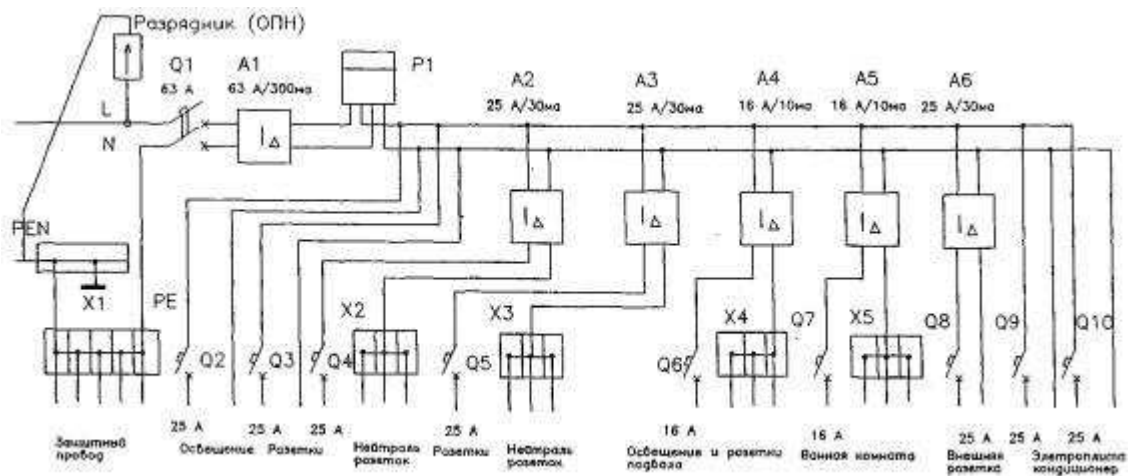 Разрядник (ОПН)
Q1
A1
P1
A2
A3
A4
A5
A6
63 А
63 А/300ма
25 А/30ма
25 А/30ма
16 А/10ма
16 А/10ма
25 А/30ма
L
N
I Δ
I Δ
I Δ
I Δ
I Δ
I Δ
PEN
X1
PE
X2
X3
X4
Q7
X5
Q8
Q9
Q10
Q2
Q3
Q4
Q5
Q6
25 А
25 А
25 А
25 А
16 А
16 А
25 А
25 А
25 А
Защитный
провод
Освещение
Розетки
Нейтраль
розеток
Розетки
Нейтраль
розеток
Освещение и розетки
подвала
Ванная комната
Внешняя
розетка
Элетроплита
кондиционер